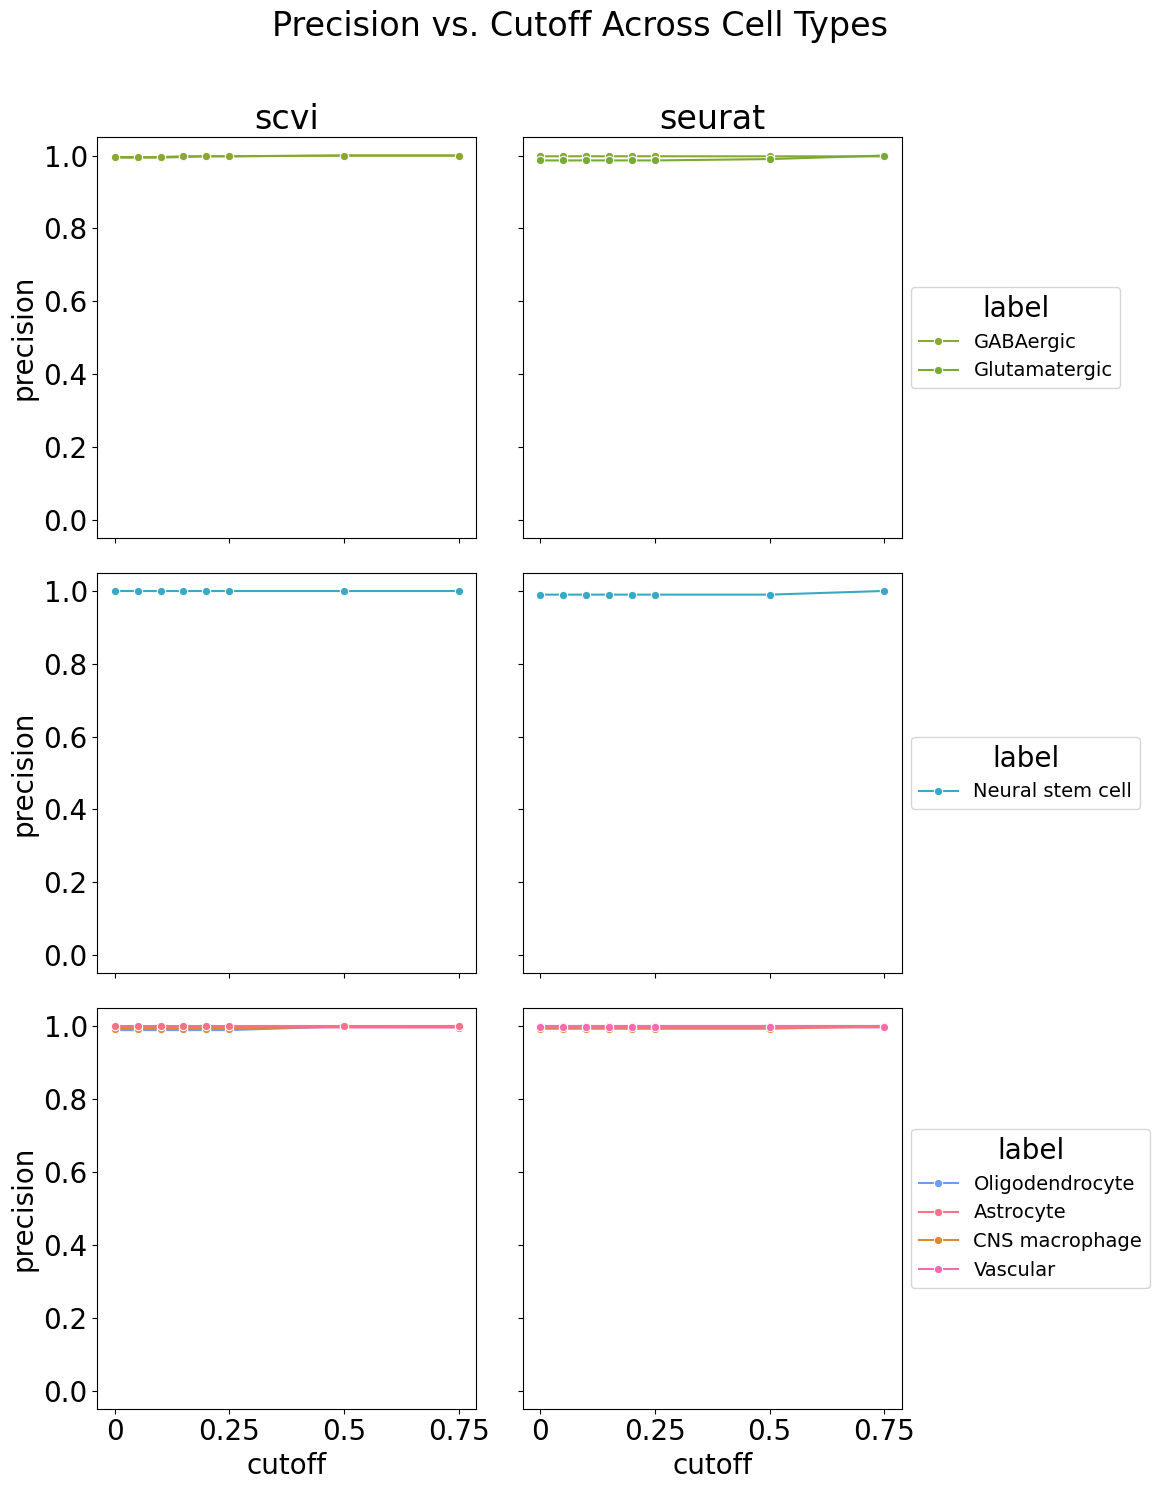 Precision vs. Cutoff Across Cell Types
scvi
seurat
1.0
0.8
0.6
0.4
0.2
0.0
precision
label
GABAergic
Glutamatergic
1.0
0.8
0.6
0.4
0.2
0.0
precision
label
Neural stem cell
1.0
0.8
0.6
0.4
0.2
0.0
precision
label
Oligodendrocyte
Astrocyte
CNS macrophage
Vascular
0 0.25 0.5 0.75
cutoff
0 0.25 0.5 0.75
cutoff